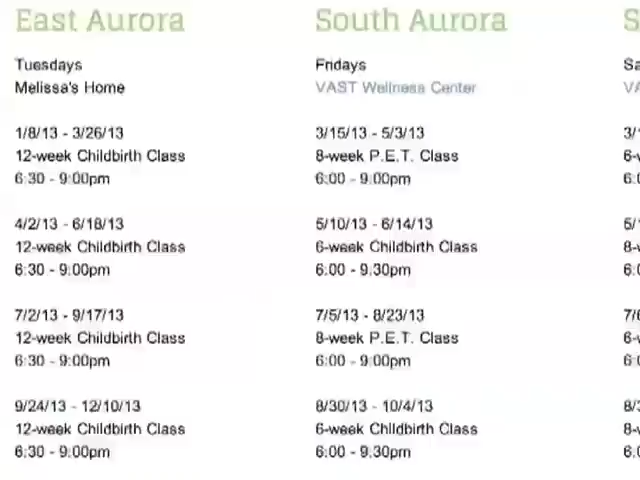 East Aurora
Tuesdays
Melissa's Home
1/8/13 - 3/26/13
12-week Childbirth Class
6:30 - 9:00pm
4/2/13 - 6/18/13
12-week Childbirth Class
6:30 - 9:00pm
7/2/13 - 9/17/13
12-week Childbirth Class
6:30 - 9:00pm
9/24/13 - 12/10/13
12-week Childbirth Class
6:30 - 9:00pm
South Aurora
Fridays
VAST Wellness Center
3/15/13 - 5/3/13
8-week P.E.T. Class
6:00 - 9:00pm
5/10/13 - 6/14/13
6-week Childbirth Class
6:00 - 9:30pm
7/5/13 - 8/23/13
8-week P.E.T. Class
6:00 - 9:00pm
8/30/13 - 10/4/13
6-week Childbirth Class
6:00 - 9:30pm